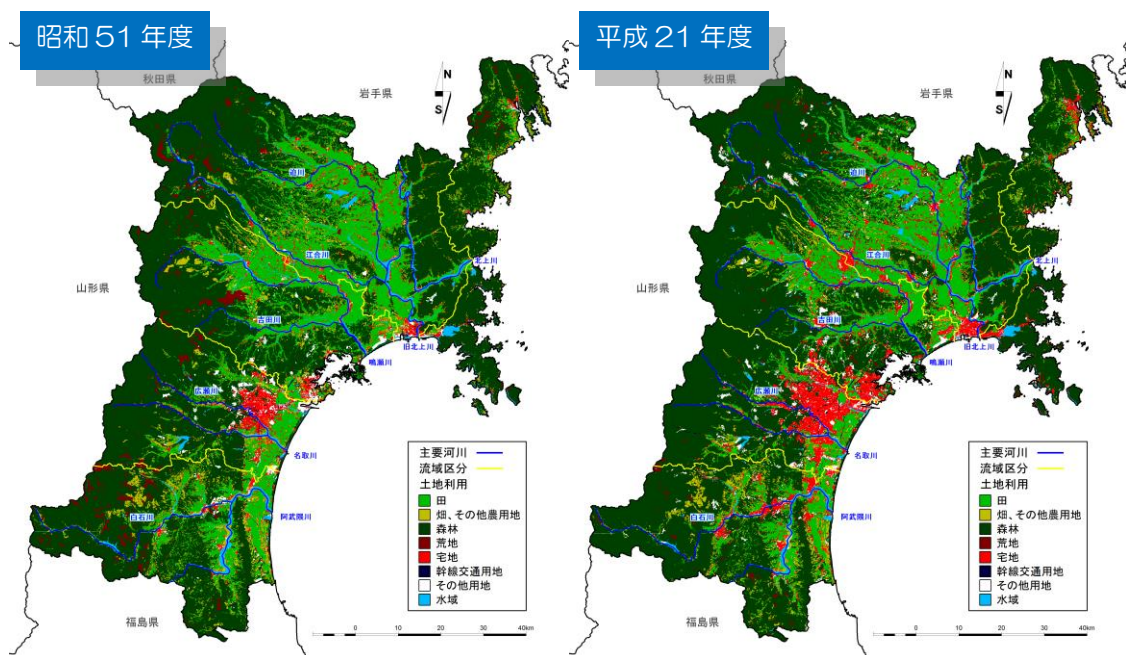 昭和51年度
秋田県
岩手県
N
S
迫川
江合川
北上川
山形県
吉田川
旧北上川
鳴瀬川
広瀬川
名取川
白石川
阿武隈川
福島県
主要河川
流域区分
土地利用
田
畑、その他農用地
森林
荒地
宅地
幹線交通用地
その他用地
水域
0 10 20 30 40km
平成21年度
秋田県
岩手県
N
S
迫川
江合川
北上川
山形県
吉田川
旧北上川
鳴瀬川
広瀬川
名取川
白石川
阿武隈川
福島県
主要河川
流域区分
土地利用
田
畑、その他農用地
森林
荒地
宅地
幹線交通用地
その他用地
水域
0 10 20 30 40km